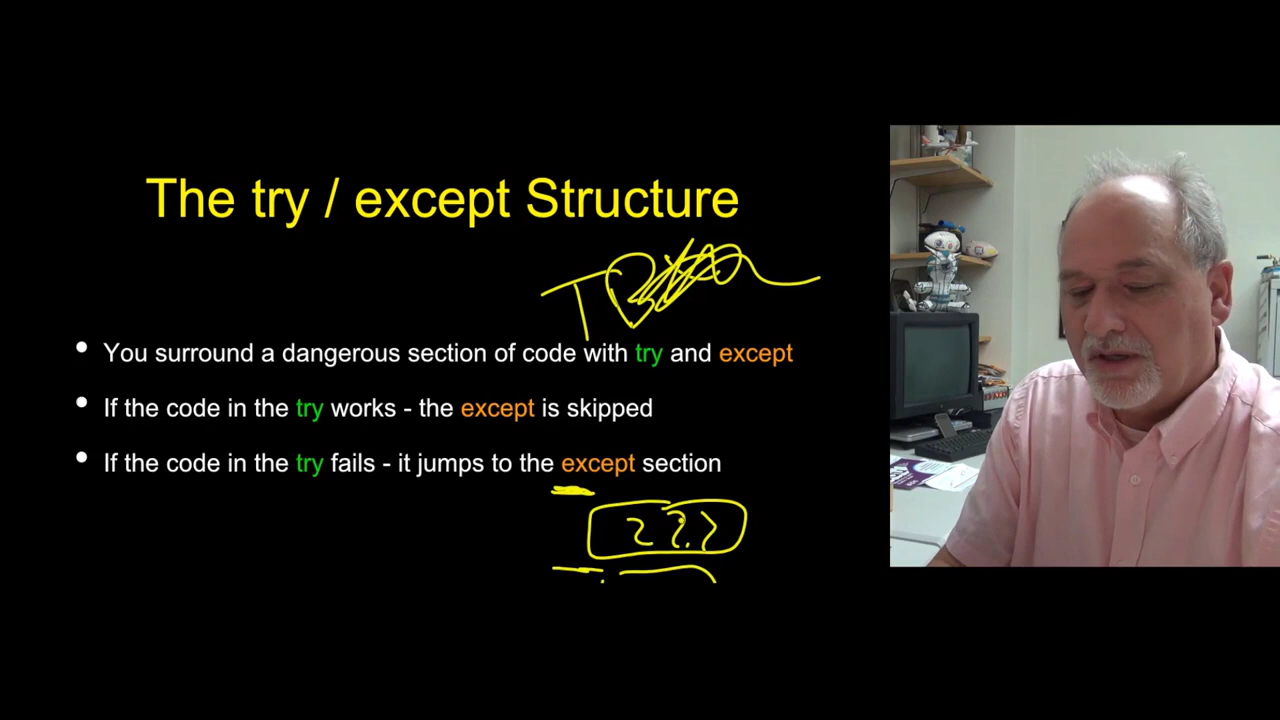 The try / except Structure
• You surround a dangerous section of code with try and except
• If the code in the try works - the except is skipped
• If the code in the try fails - it jumps to the except section